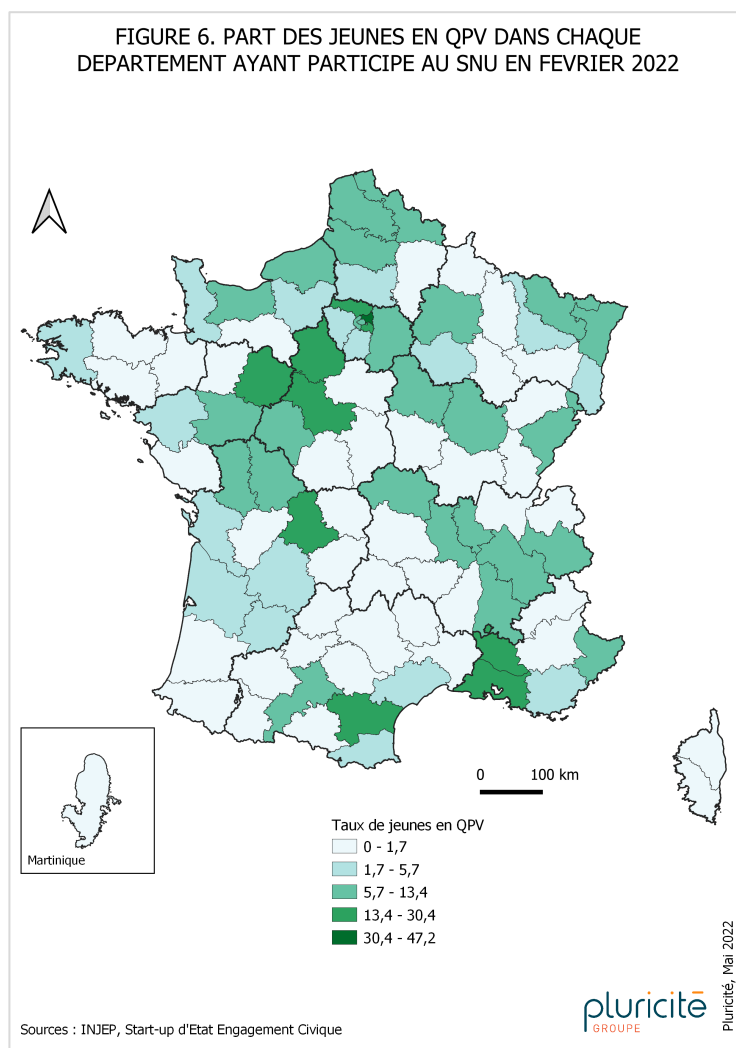 FIGURE 6. PART DES JEUNES EN QPV DANS CHAQUE
DEPARTEMENT AYANT PARTICIPE AU SNU EN FEVRIER 2022
0 100 km
Martinique
Taux de jeunes en QPV
0 - 1,7
1,7 - 5,7
5,7 - 13,4
13,4 - 30,4
30,4 - 47,2
Pluricité, Mai 2022
pluricitē
GROUPE
Sources : INJEP, Start-up d'Etat Engagement Civique